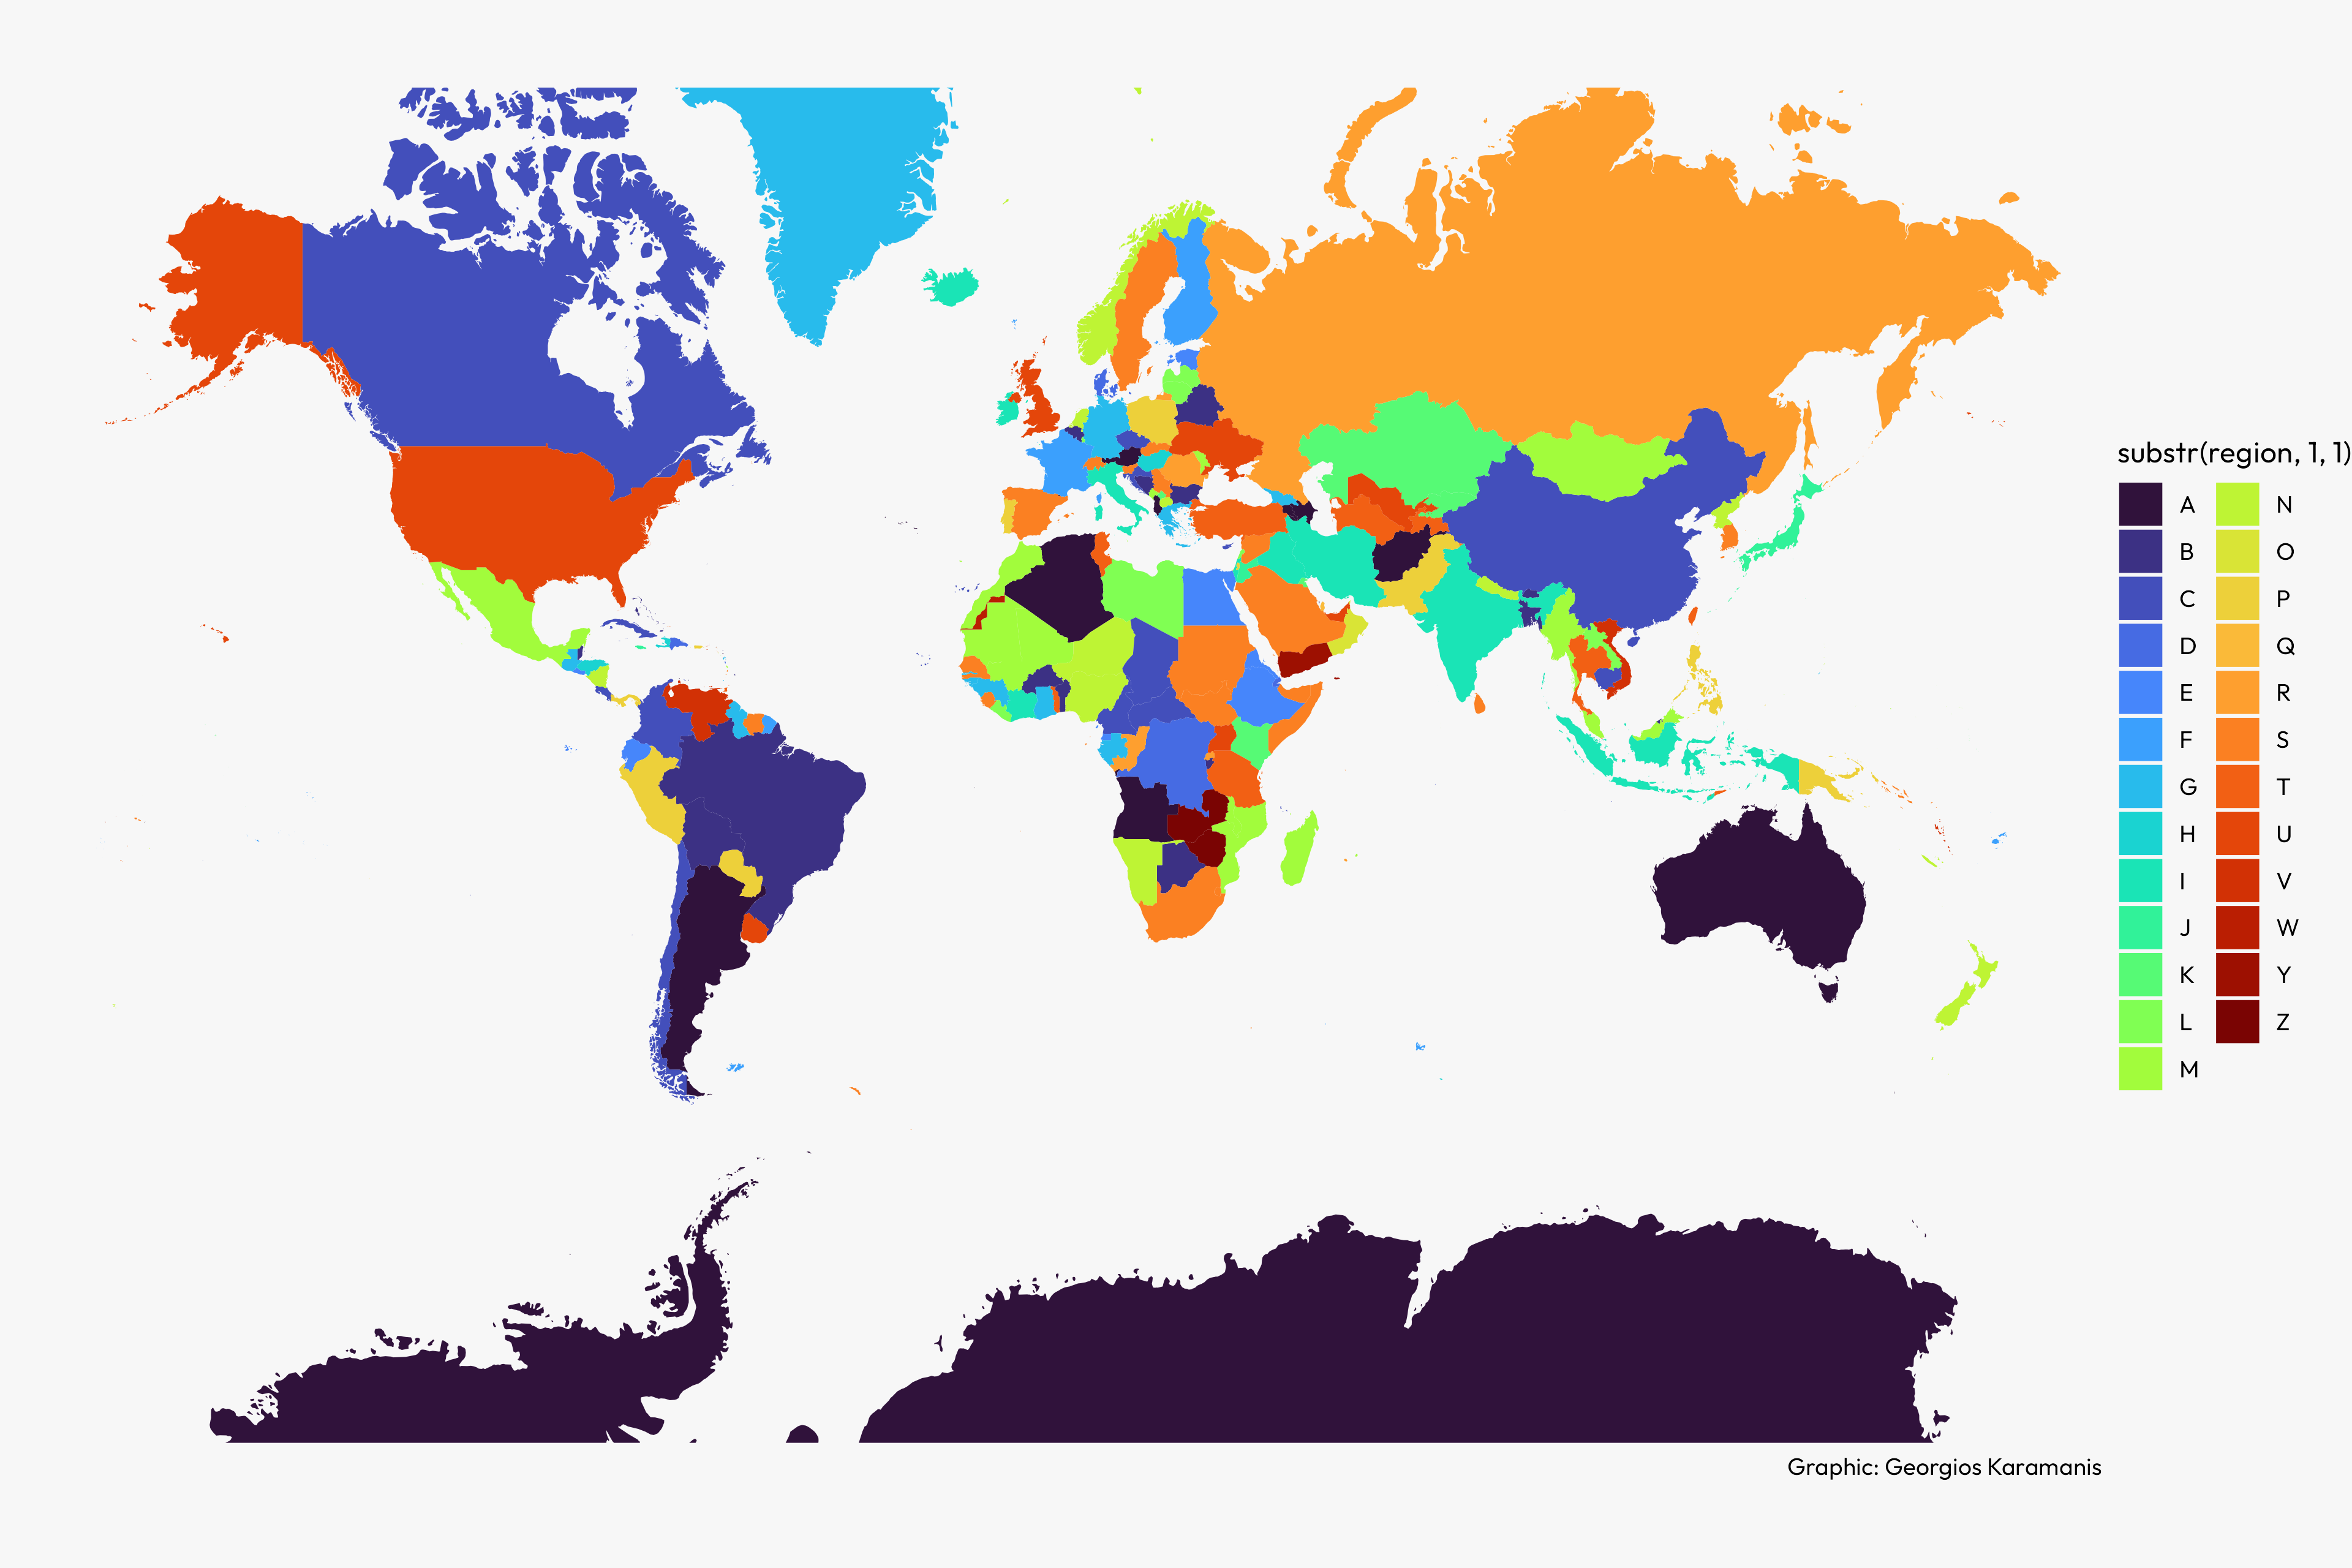 substr(region, 1, 1)
A
B
C
D
E
F
G
H
I
J
K
L
M
N
O
P
Q
R
S
T
U
V
W
Y
Z
Graphic: Georgios Karamanis